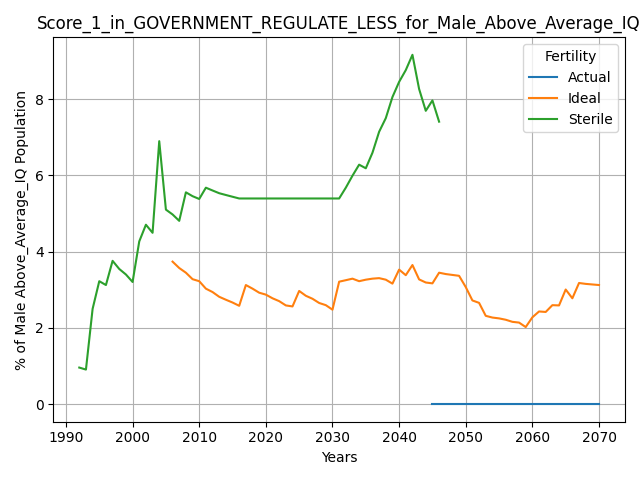 Score_1_in_GOVERNMENT_REGULATE_LESS_for_Male_Above_Average_IQ
% of Male Above_Average_IQ Population
8
6
4
2
0
Fertility
Actual
Ideal
Sterile
1990 2000 2010 2020 2030 2040 2050 2060 2070
Years